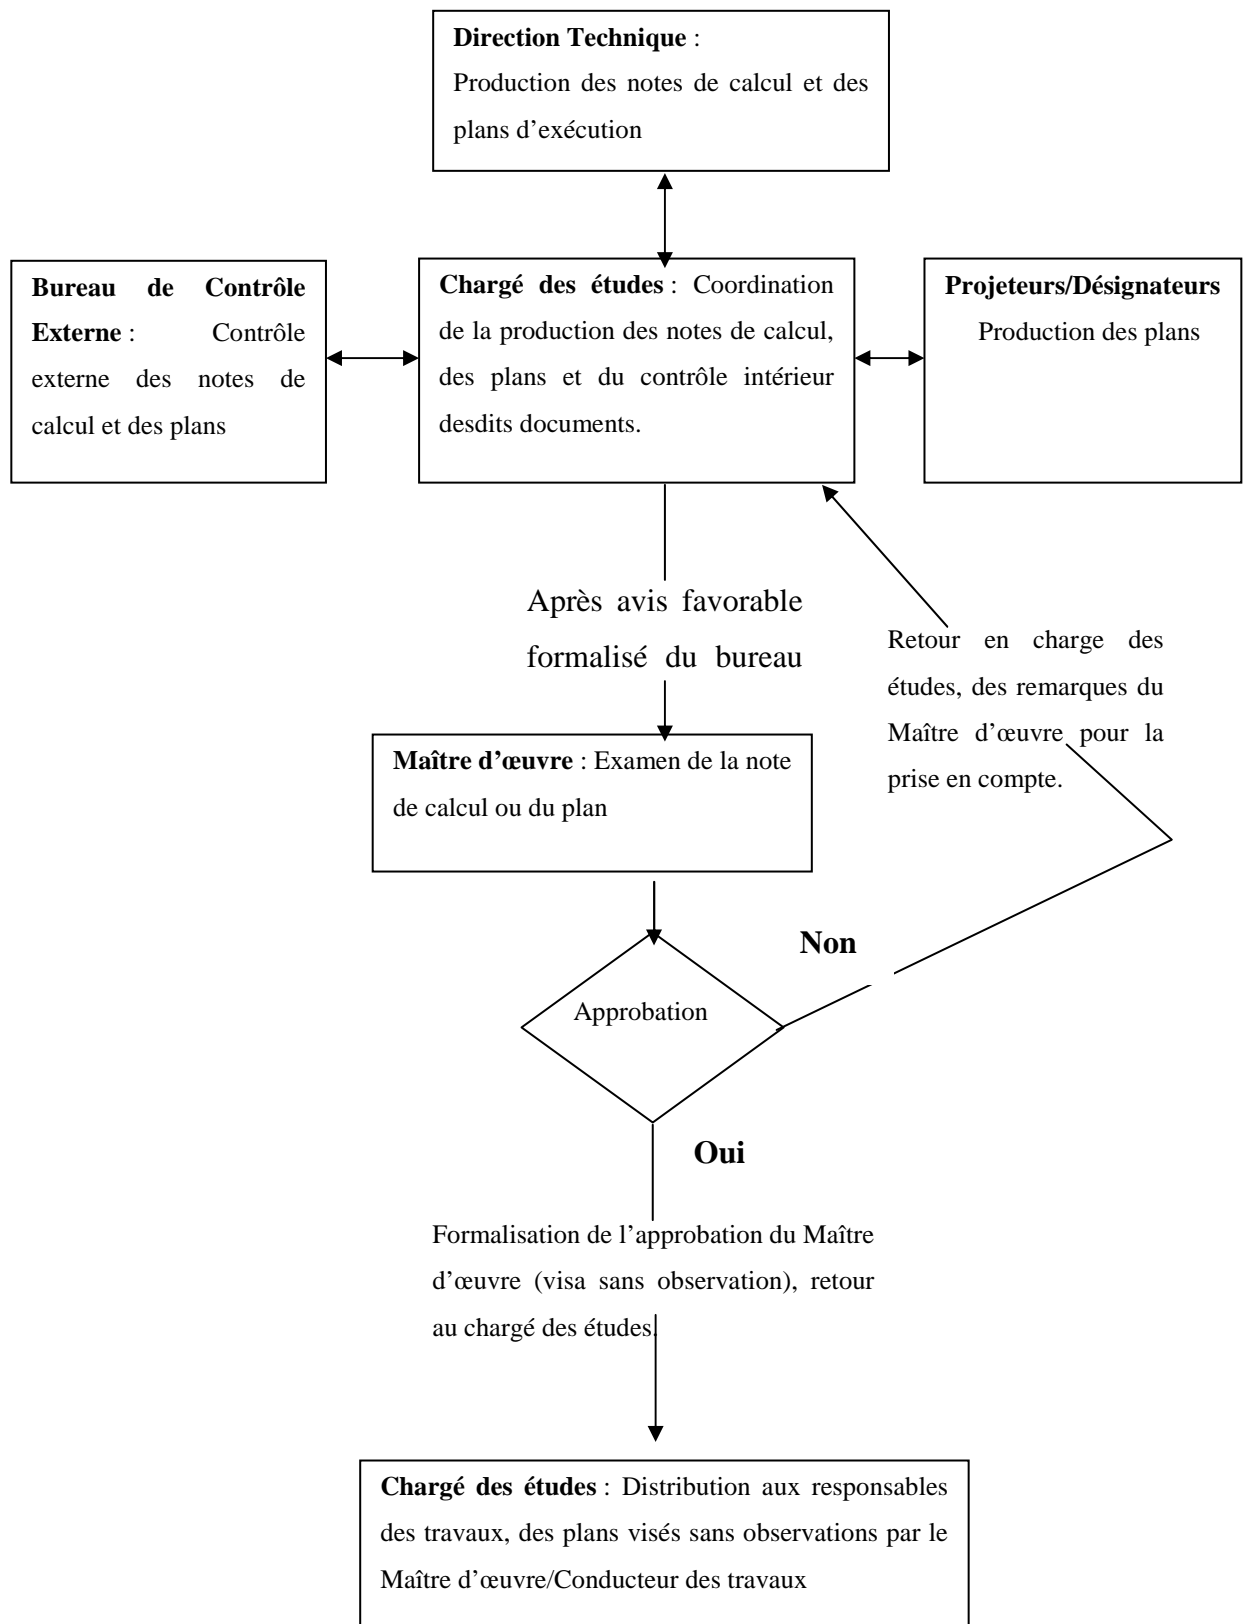 Direction Technique :
Production des notes de calcul et des
plans d’exécution
Bureau de Contrôle
Externe : Contrôle
externe des notes de
calcul et des plans
Chargé des études : Coordination
de la production des notes de calcul,
des plans et du contrôle intérieur
desdits documents.
Projeteurs/Désignateurs
Production des plans
Après avis favorable
formalisé du bureau
Retour en charge des
études, des remarques du
Maître d’œuvre pour la
prise en compte.
Maître d’œuvre : Examen de la note
de calcul ou du plan
Non
Approbation
Oui
Formalisation de l’approbation du Maître
d’œuvre (visa sans observation), retour
au chargé des études.
Chargé des études : Distribution aux responsables
des travaux, des plans visés sans observations par le
Maître d’œuvre/Conducteur des travaux